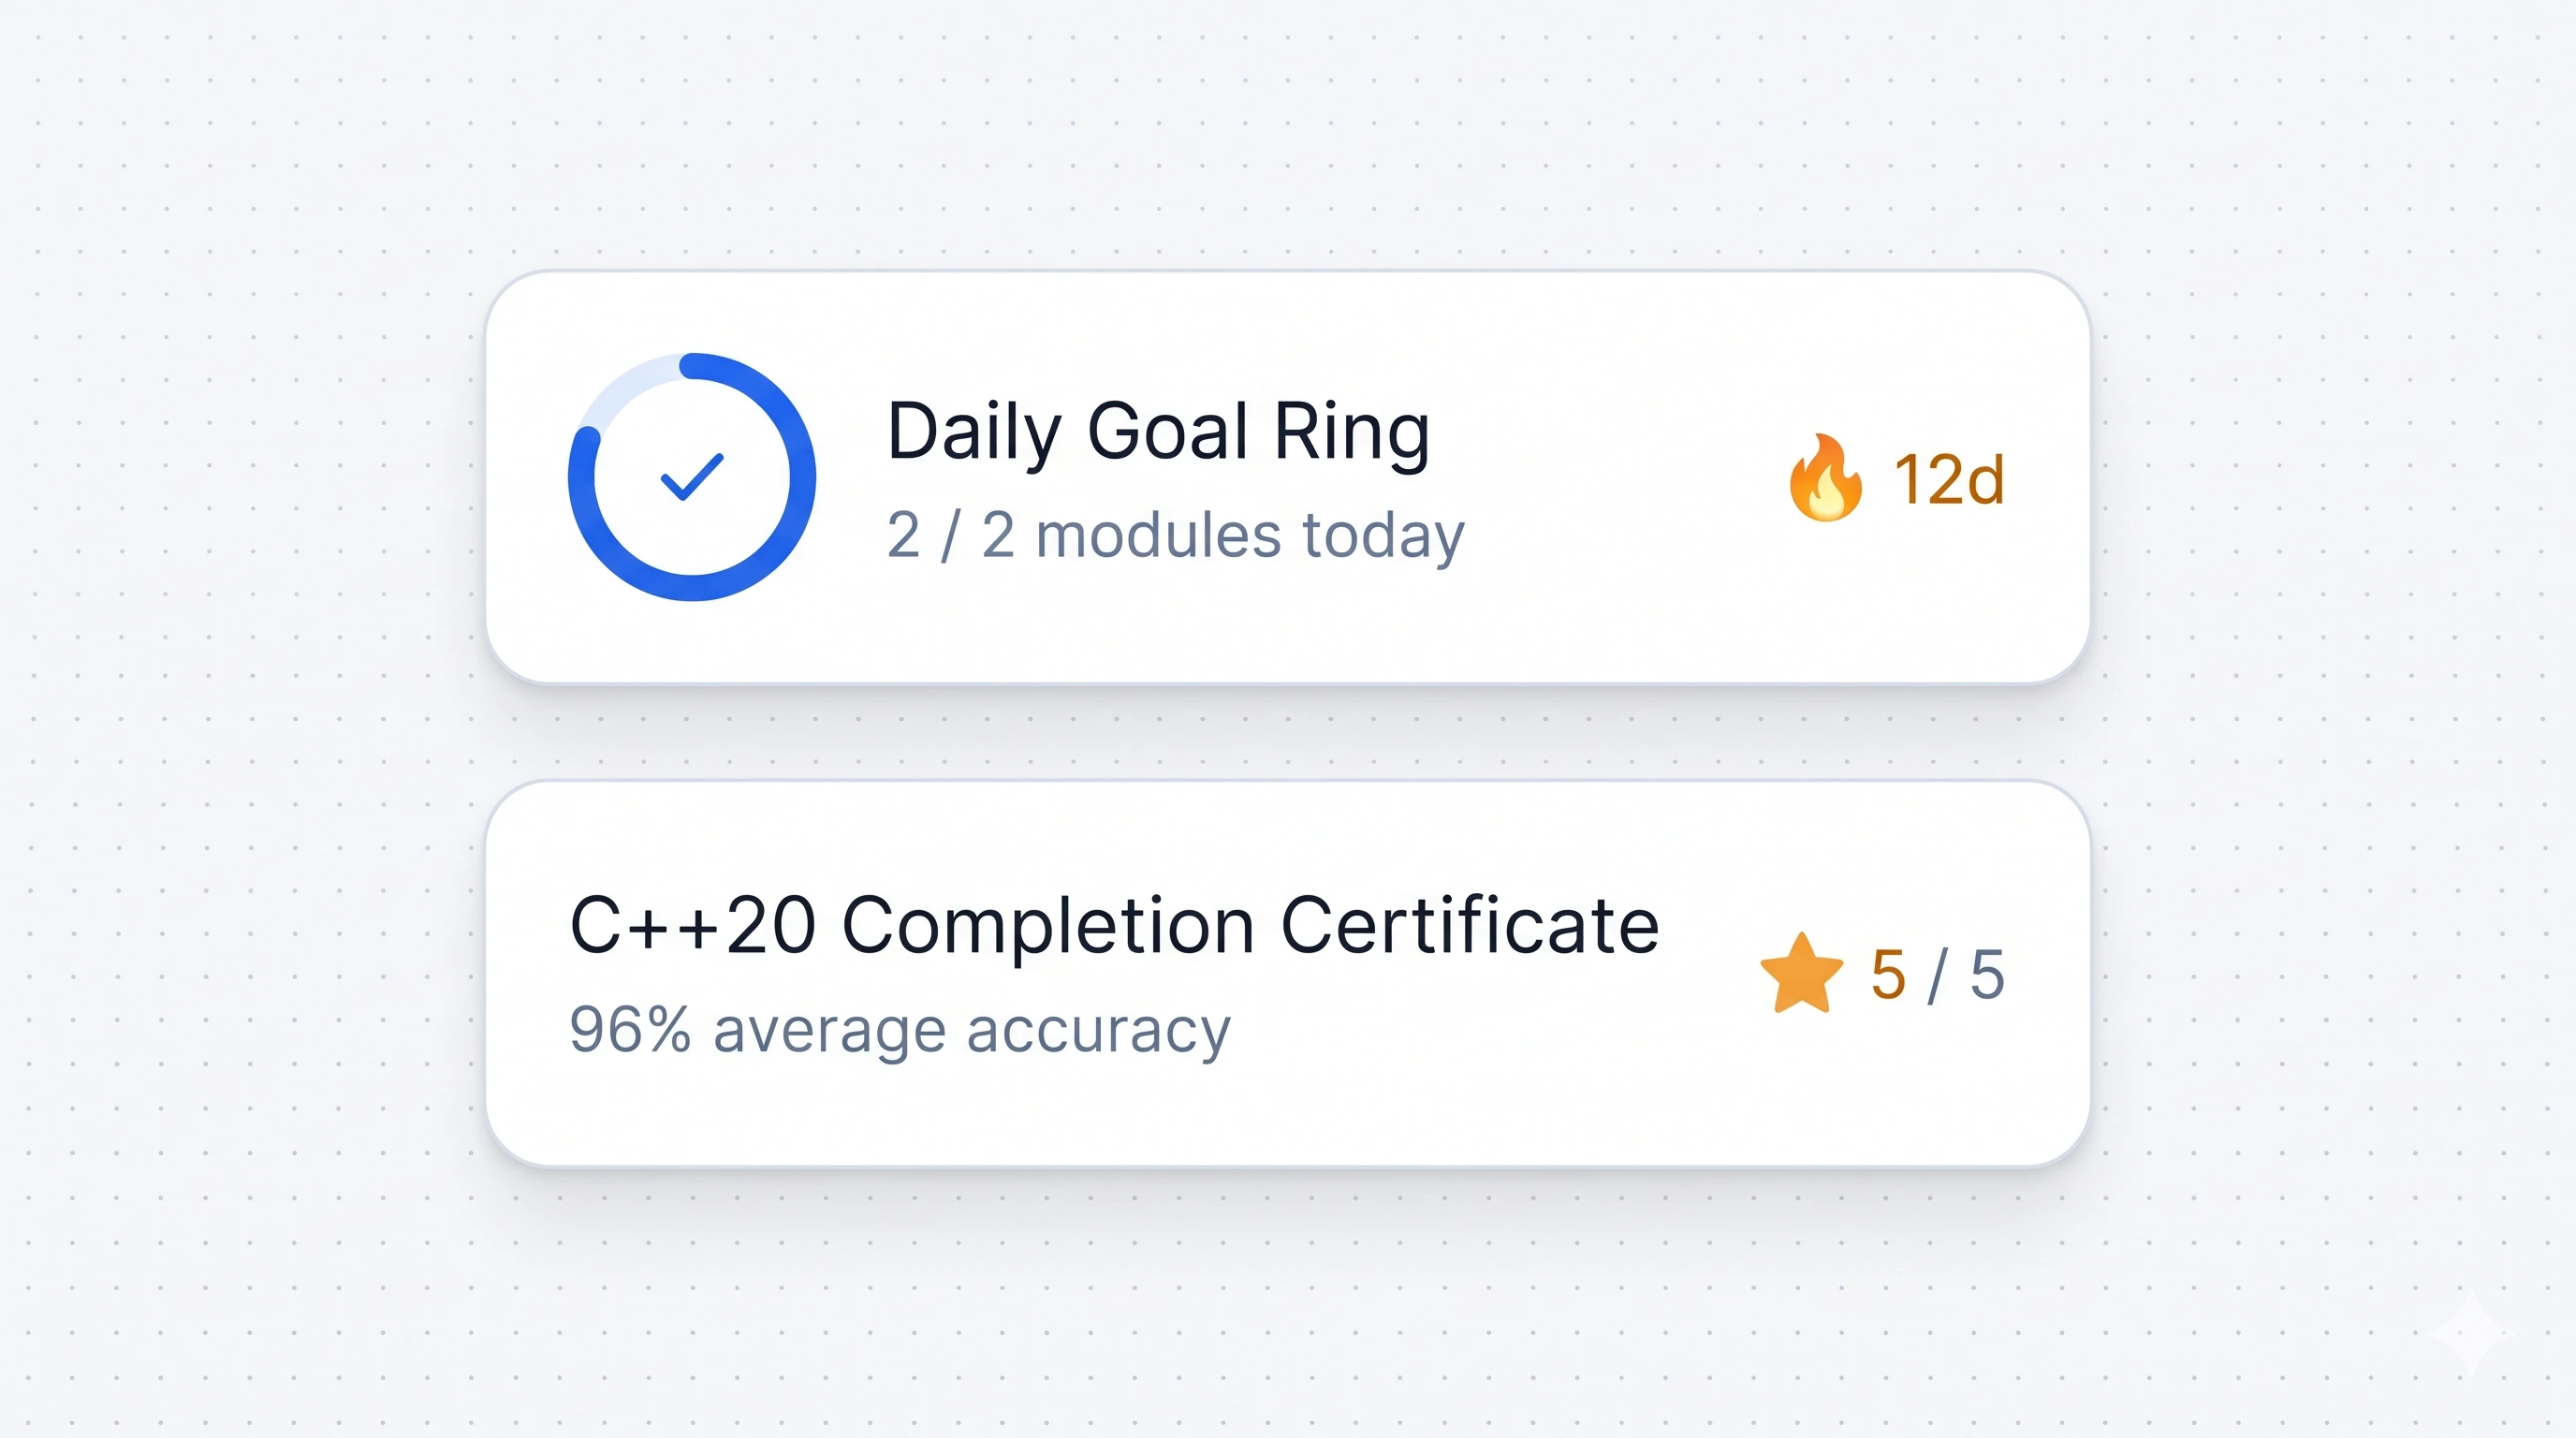 Daily Goal Ring
2 / 2 modules today
🔥 12d
C++20 Completion Certificate
96% average accuracy
5 / 5